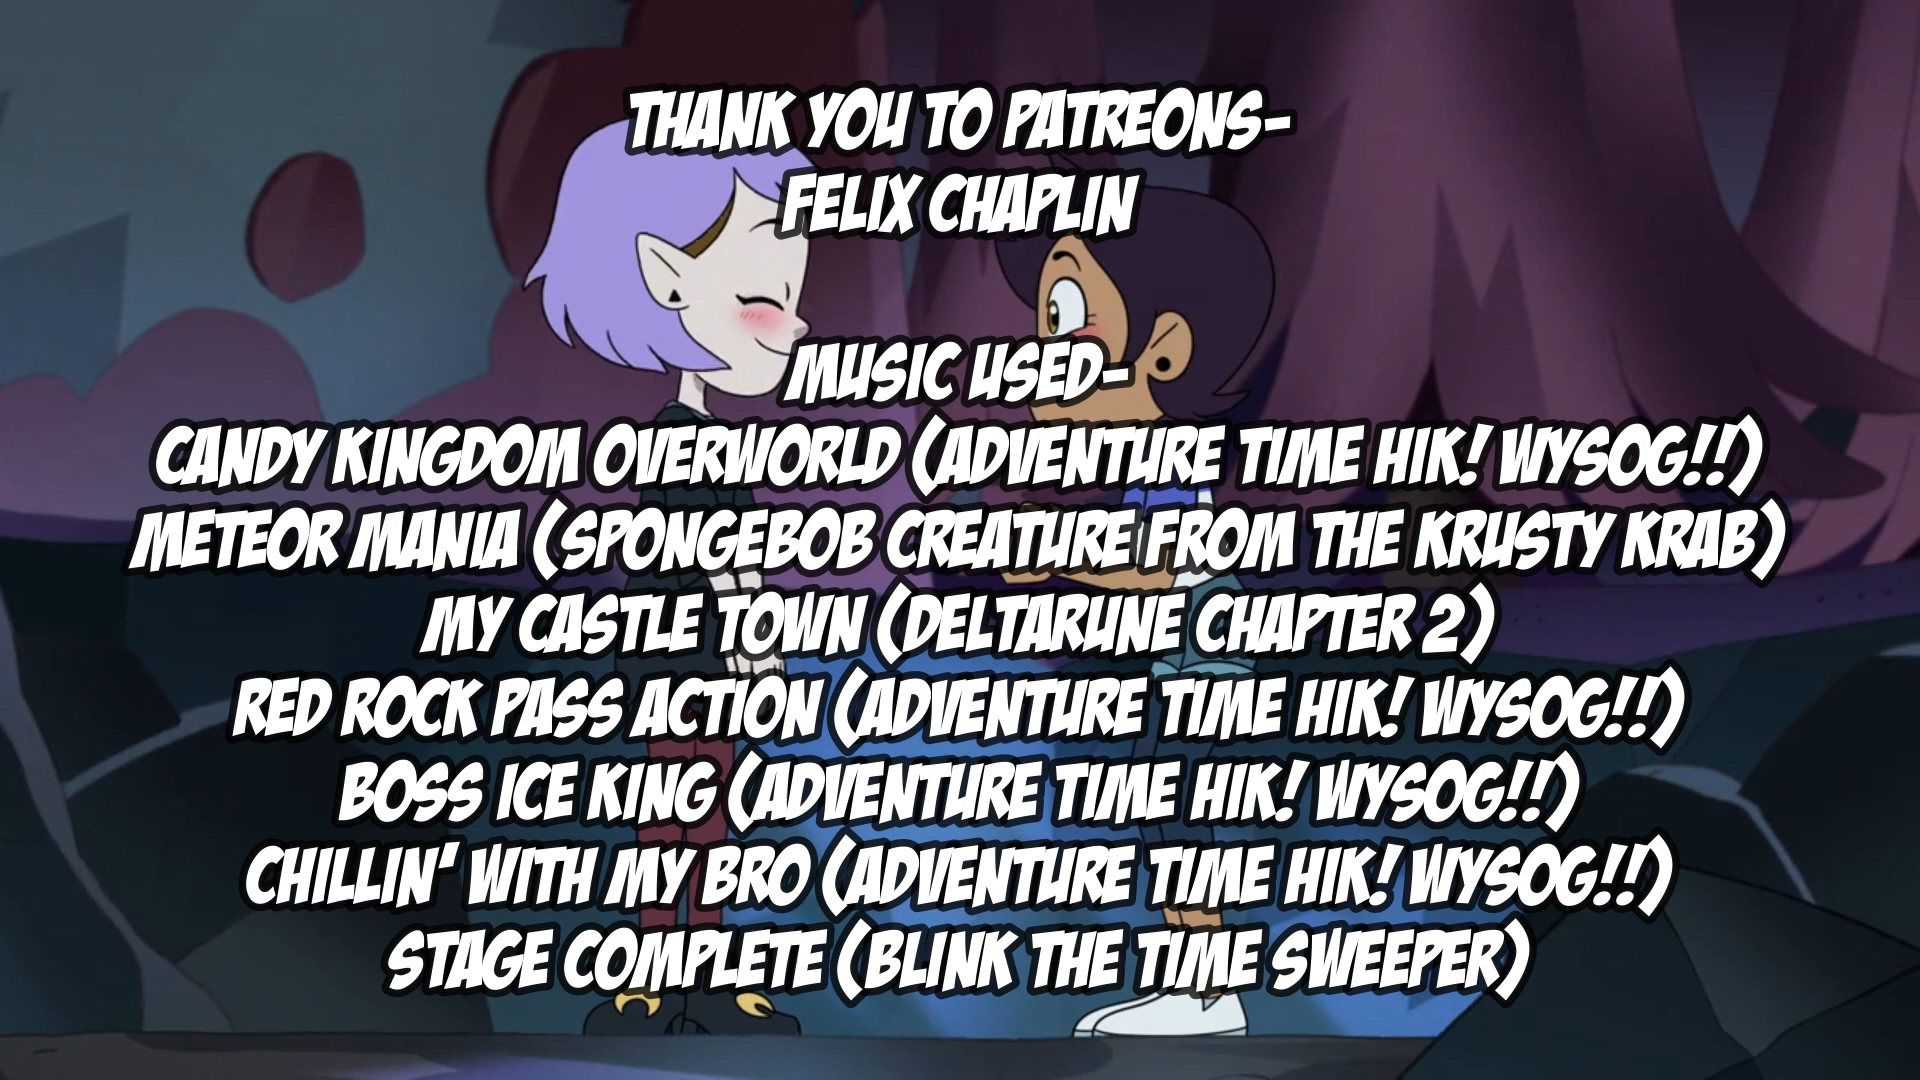 THANK YOU TO PATREONS-
FELIX CHAPLIN
MUSIC USED-
CANDY KINGDOM OVERWORLD (ADVENTURE TIME HIK! WYSOG!!)
METEOR MANIA (SPONGEBOB CREATURE FROM THE KRUSTY KRAB)
MY CASTLE TOWN (DELTARUNE CHAPTER 2)
RED ROCK PASS ACTION (ADVENTURE TIME HIK! WYSOG!!)
BOSS ICE KING (ADVENTURE TIME HIK! WYSOG!!)
CHILLIN' WITH MY BRO (ADVENTURE TIME HIK! WYSOG!!)
STAGE COMPLETE (BLINK THE TIME SWEEPER)